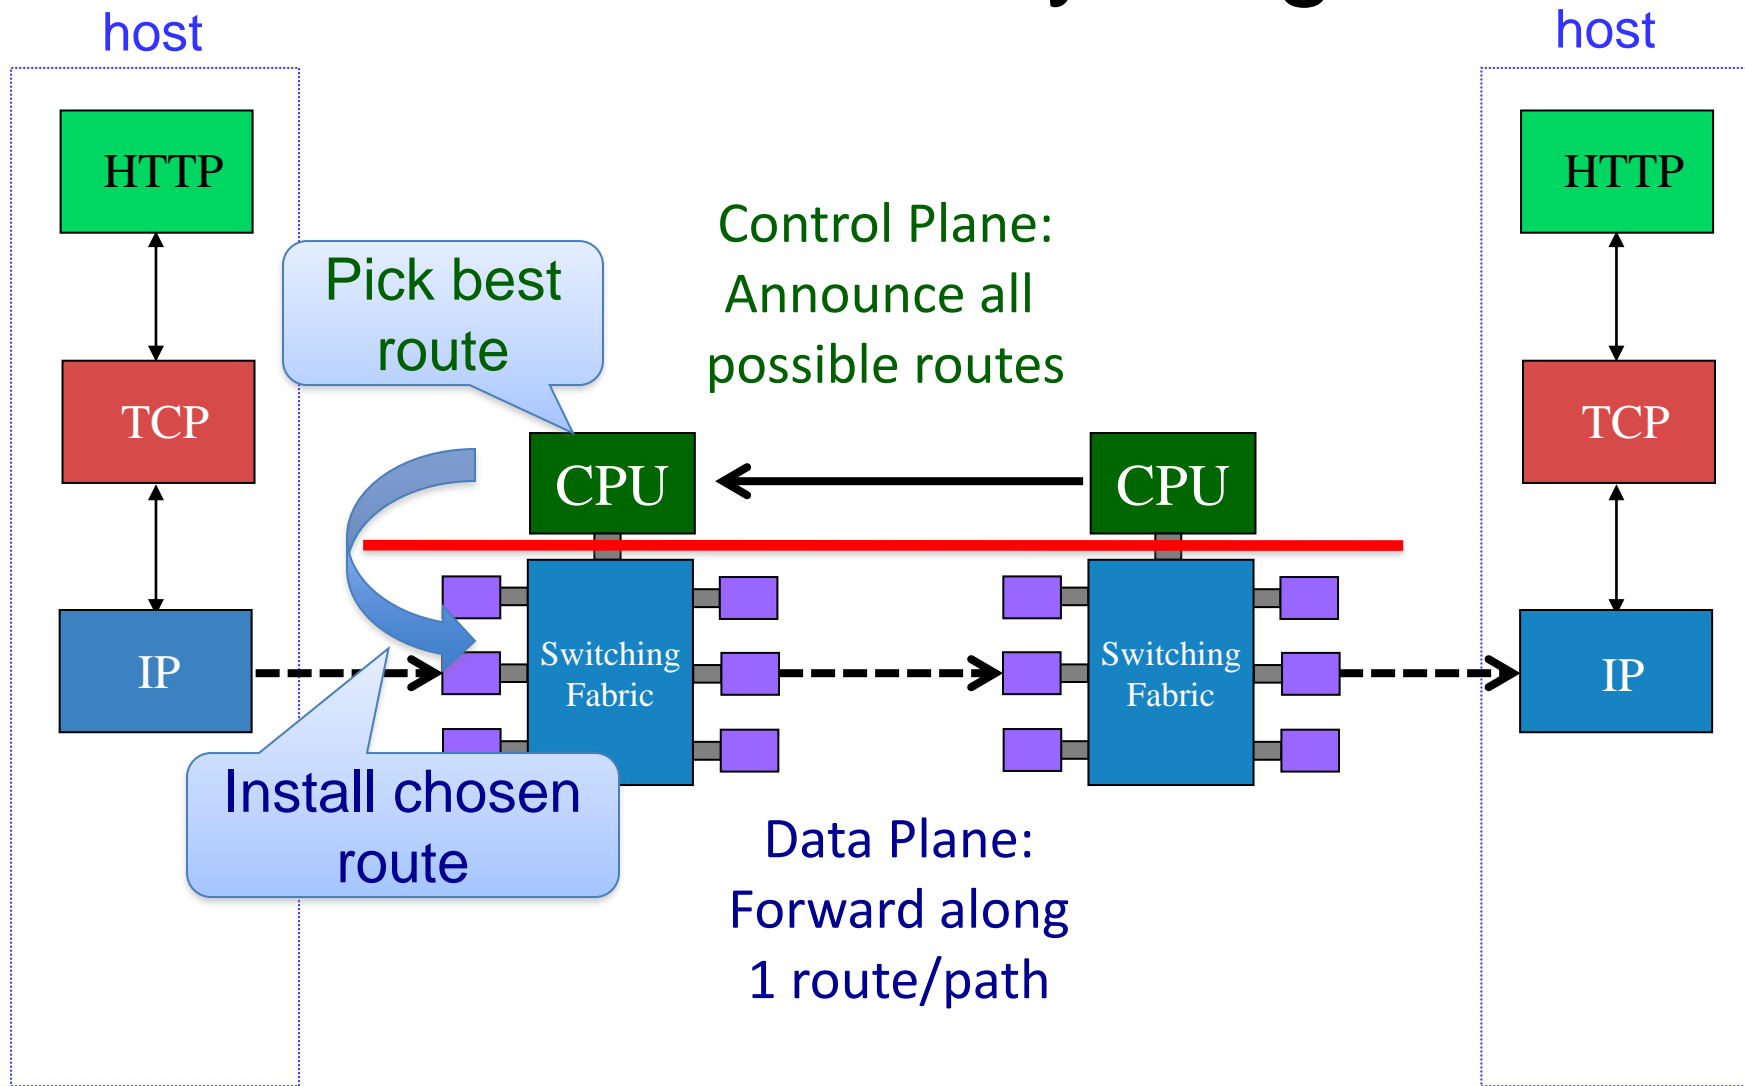 host
host
HTTP
HTTP
Control Plane:
Announce all
possible routes
Pick best
route
TCP
TCP
CPU
CPU
Switching
Fabric
Switching
Fabric
IP
IP
Install chosen
route
Data Plane:
Forward along
1 route/path